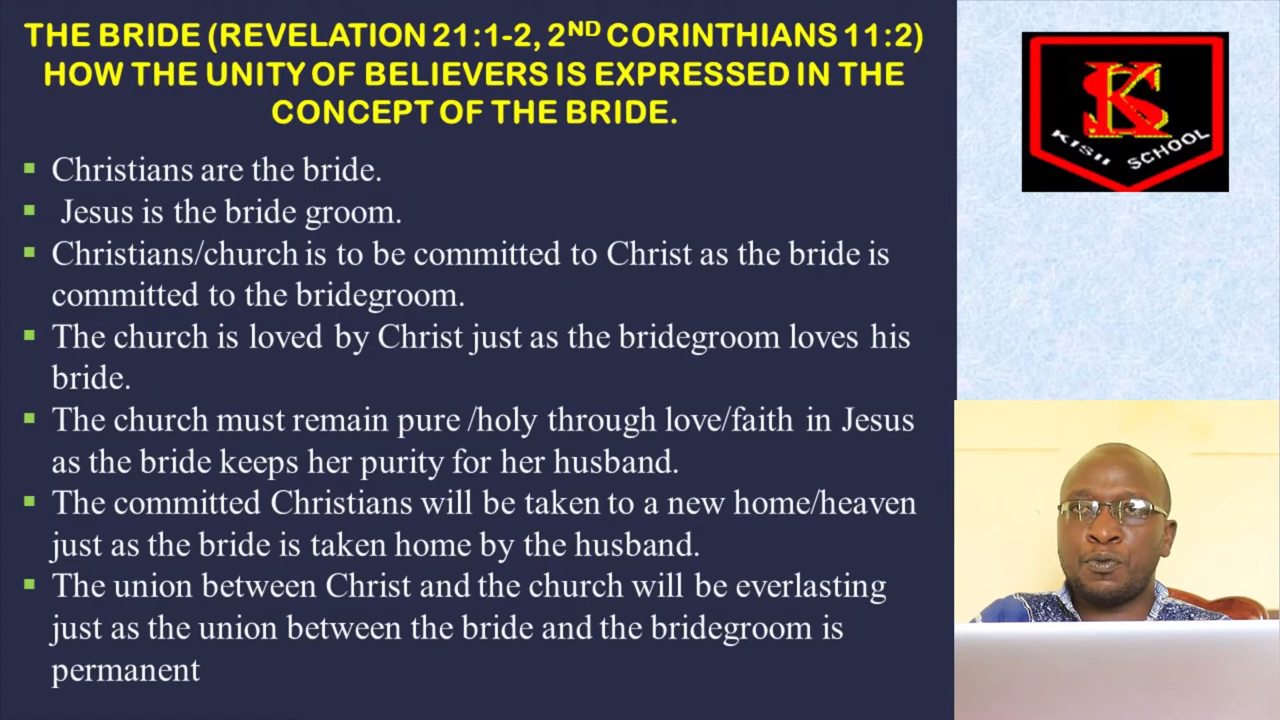 THE BRIDE (REVELATION 21:1-2, 2ND CORINTHIANS 11:2)
HOW THE UNITY OF BELIEVERS IS EXPRESSED IN THE
CONCEPT OF THE BRIDE.
▪ Christians are the bride.
▪ Jesus is the bride groom.
▪ Christians/church is to be committed to Christ as the bride is
committed to the bridegroom.
▪ The church is loved by Christ just as the bridegroom loves his
bride.
▪ The church must remain pure /holy through love/faith in Jesus
as the bride keeps her purity for her husband.
▪ The committed Christians will be taken to a new home/heaven
just as the bride is taken home by the husband.
▪ The union between Christ and the church will be everlasting
just as the union between the bride and the bridegroom is
permanent
KS
KISII SCHOOL